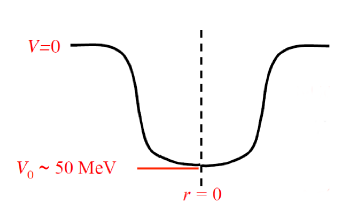 V=0
V₀ ~ 50 MeV
r = 0